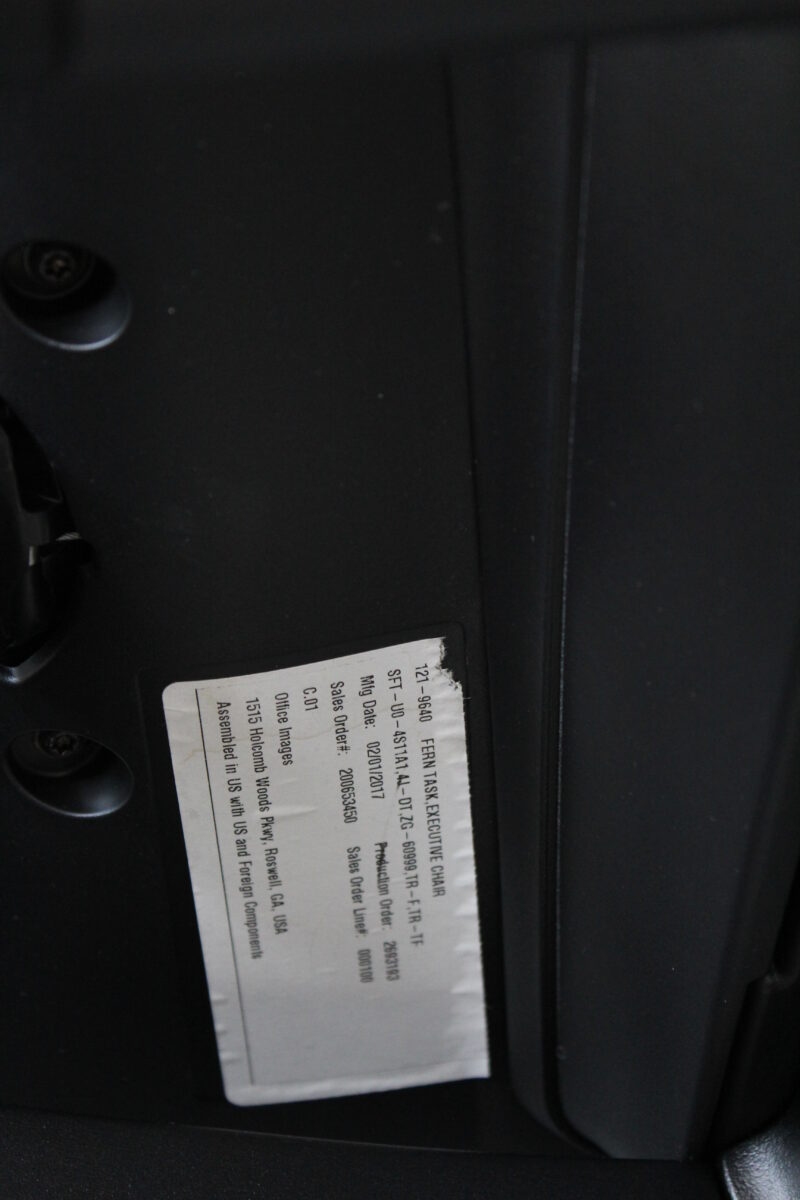 121-9640 FERN TASK,EXECUTIVE CHAIR
SFT-U0-4S11A1,4L-DT,ZG-60999,TR-F,TR-TF
Mfg Date: 02/01/2017 Production Order: 2693193
Sales Order#: 200653450 Sales Order Line#: 000100
C.01
Office Images
1515 Holcomb Woods Pkwy, Roswell, GA, USA
Assembled in US with US and Foreign Components